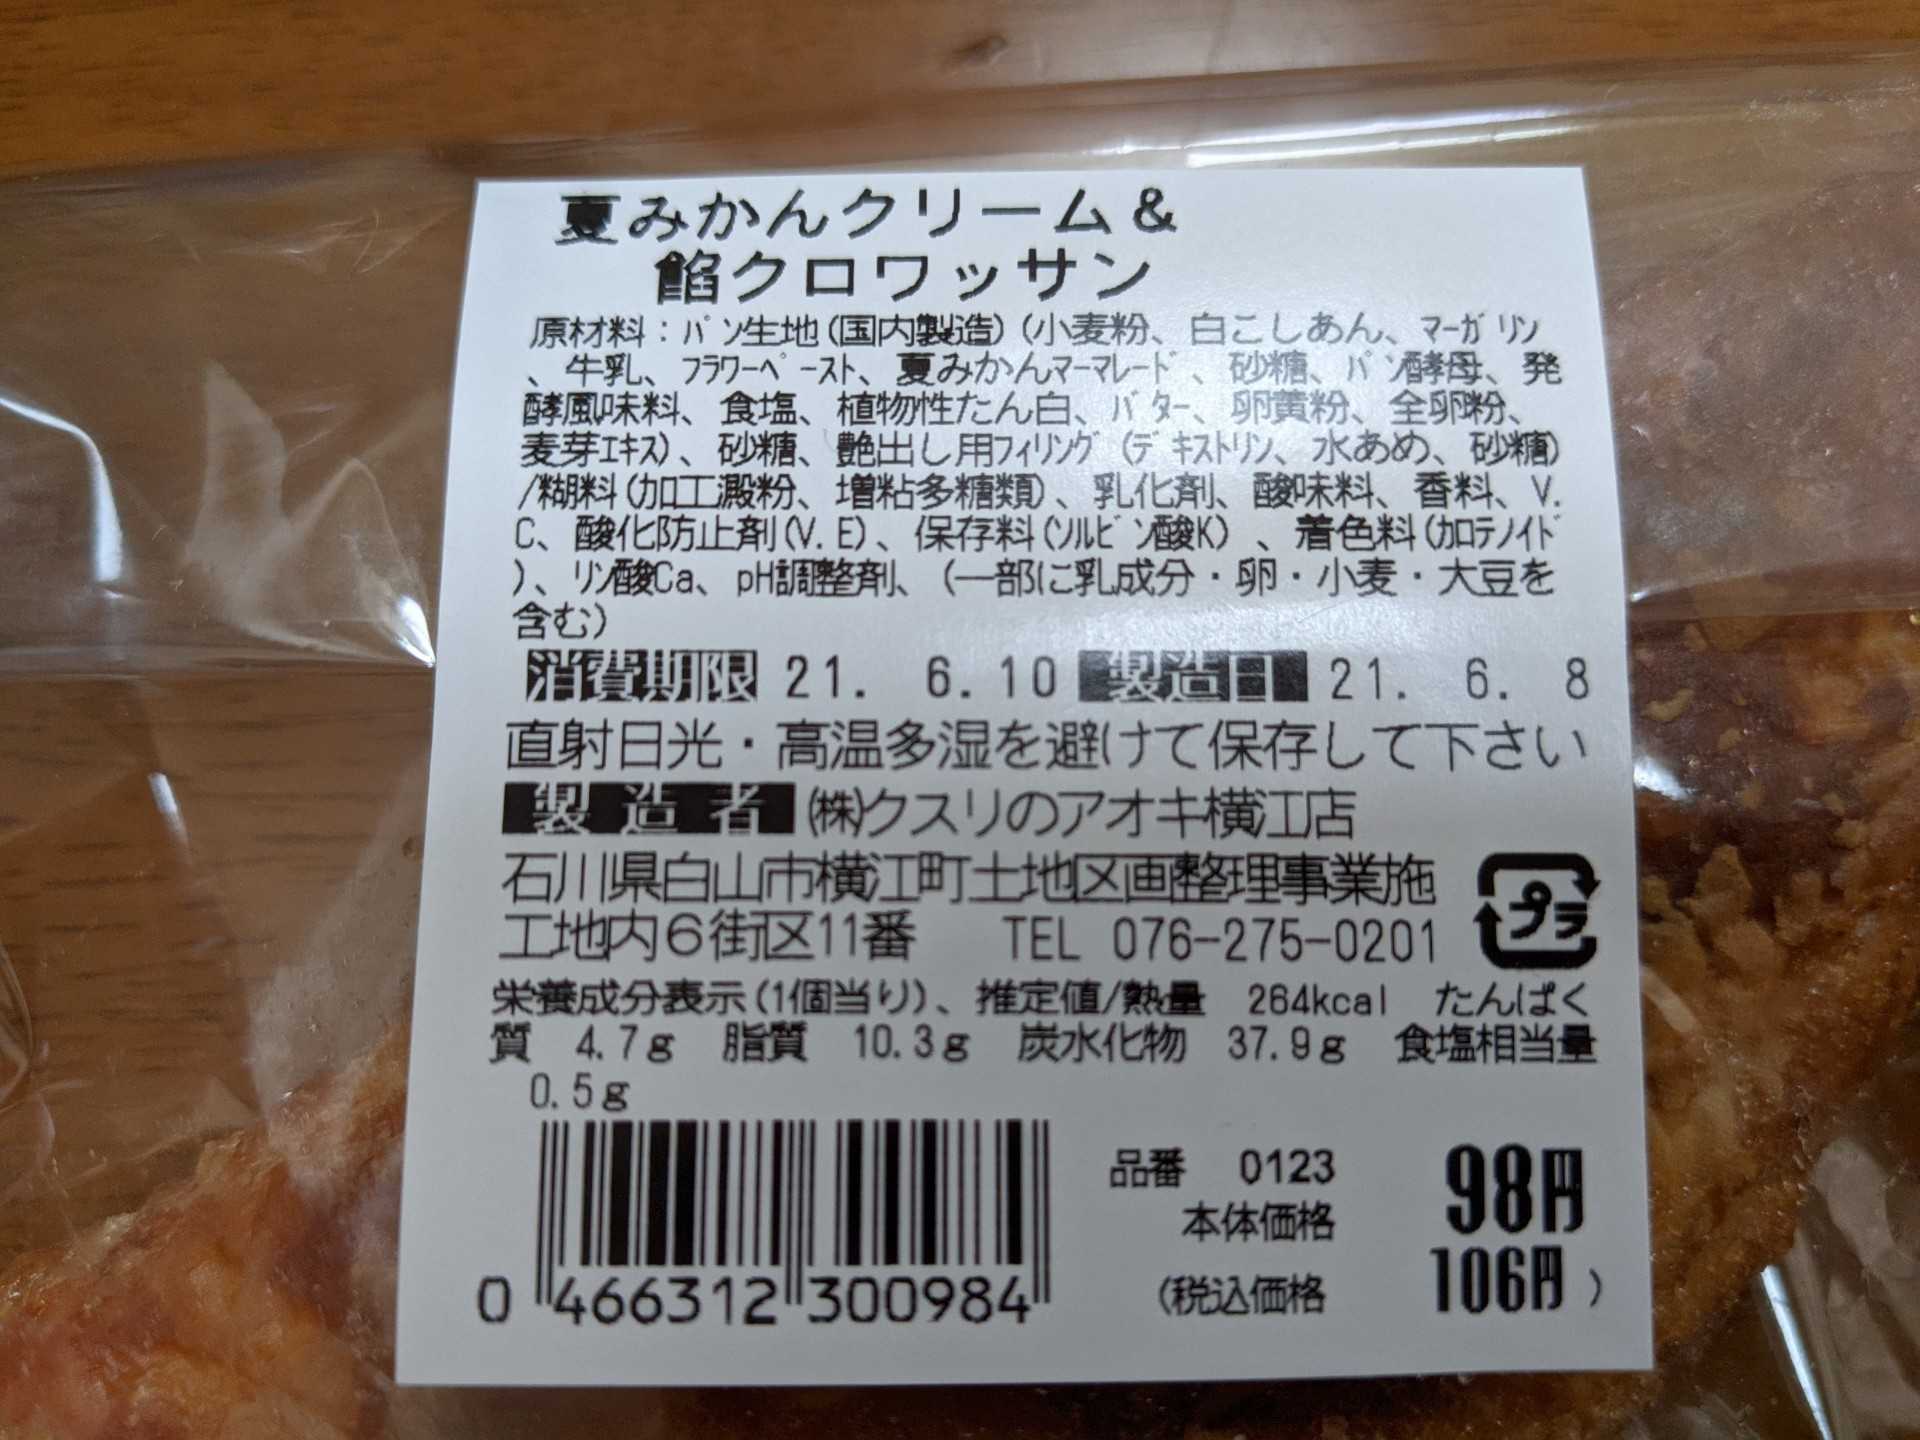 夏みかんクリーム＆
餡クロワッサン
原材料：パン生地(国内製造)(小麦粉、白こしあん、マーガリン
、牛乳、フラワーペースト、夏みかんマーマレード、砂糖、パン酵母、発
酵風味料、食塩、植物性たん白、バター、卵黄粉、全卵粉、
麦芽エキス)、砂糖、艶出し用フィリング(デキストリン、水あめ、砂糖)
/糊料(加工澱粉、増粘多糖類)、乳化剤、酸味料、香料、V.
C、酸化防止剤(V.E)、保存料(ソルビン酸K)、着色料(カロテノイド
)、リン酸Ca、pH調整剤、(一部に乳成分・卵・小麦・大豆を
含む)
消費期限 21. 6.10 製造日 21. 6. 8
直射日光・高温多湿を避けて保存して下さい
製造者 ㈱クスリのアオキ横江店
石川県白山市横江町土地区画整理事業施
工地内6街区11番 TEL 076-275-0201
プラ
栄養成分表示(1個当り)、推定値/熱量 264kcal たんぱく
質 4.7g 脂質 10.3g 炭水化物 37.9g 食塩相当量
0.5g
品番 0123
本体価格 98円
(税込価格 106円)
0 466312 300984